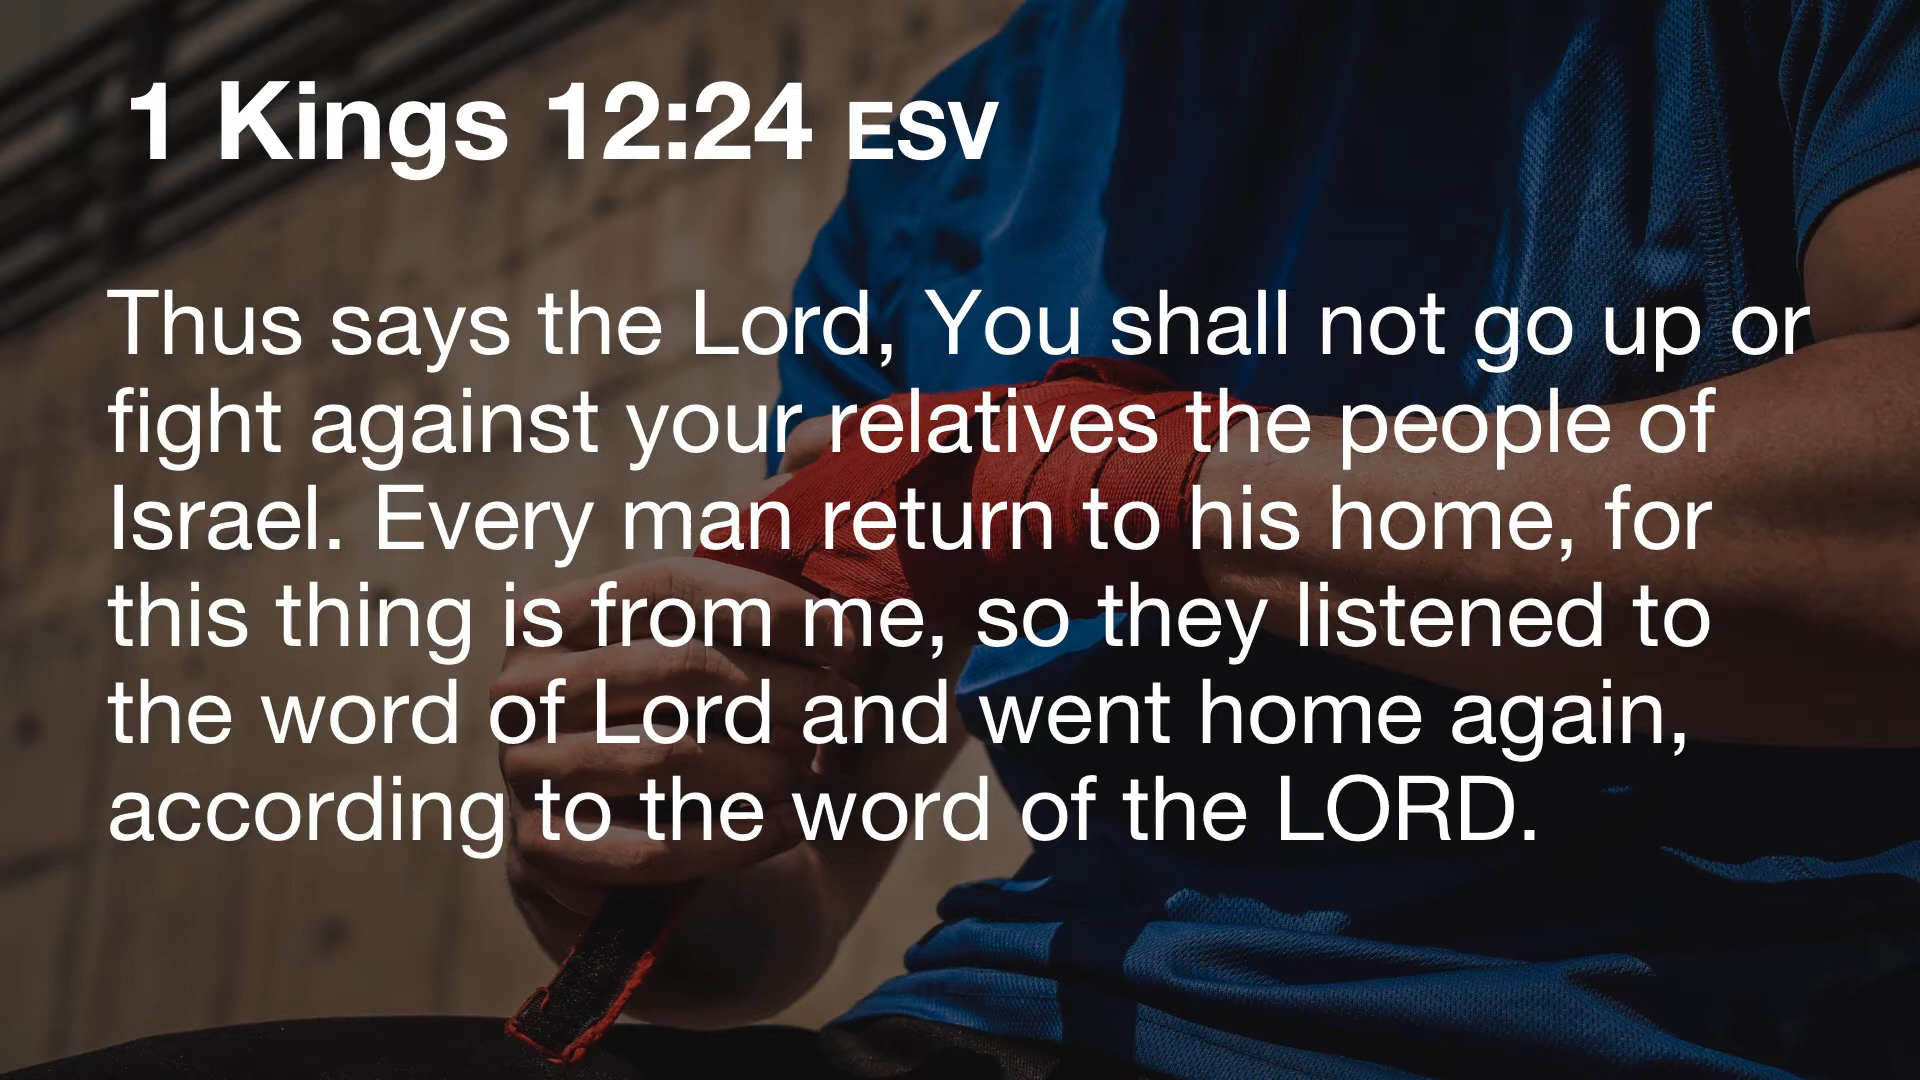 1 Kings 12:24 ESV
Thus says the Lord, You shall not go up or
fight against your relatives the people of
Israel. Every man return to his home, for
this thing is from me, so they listened to
the word of Lord and went home again,
according to the word of the LORD.